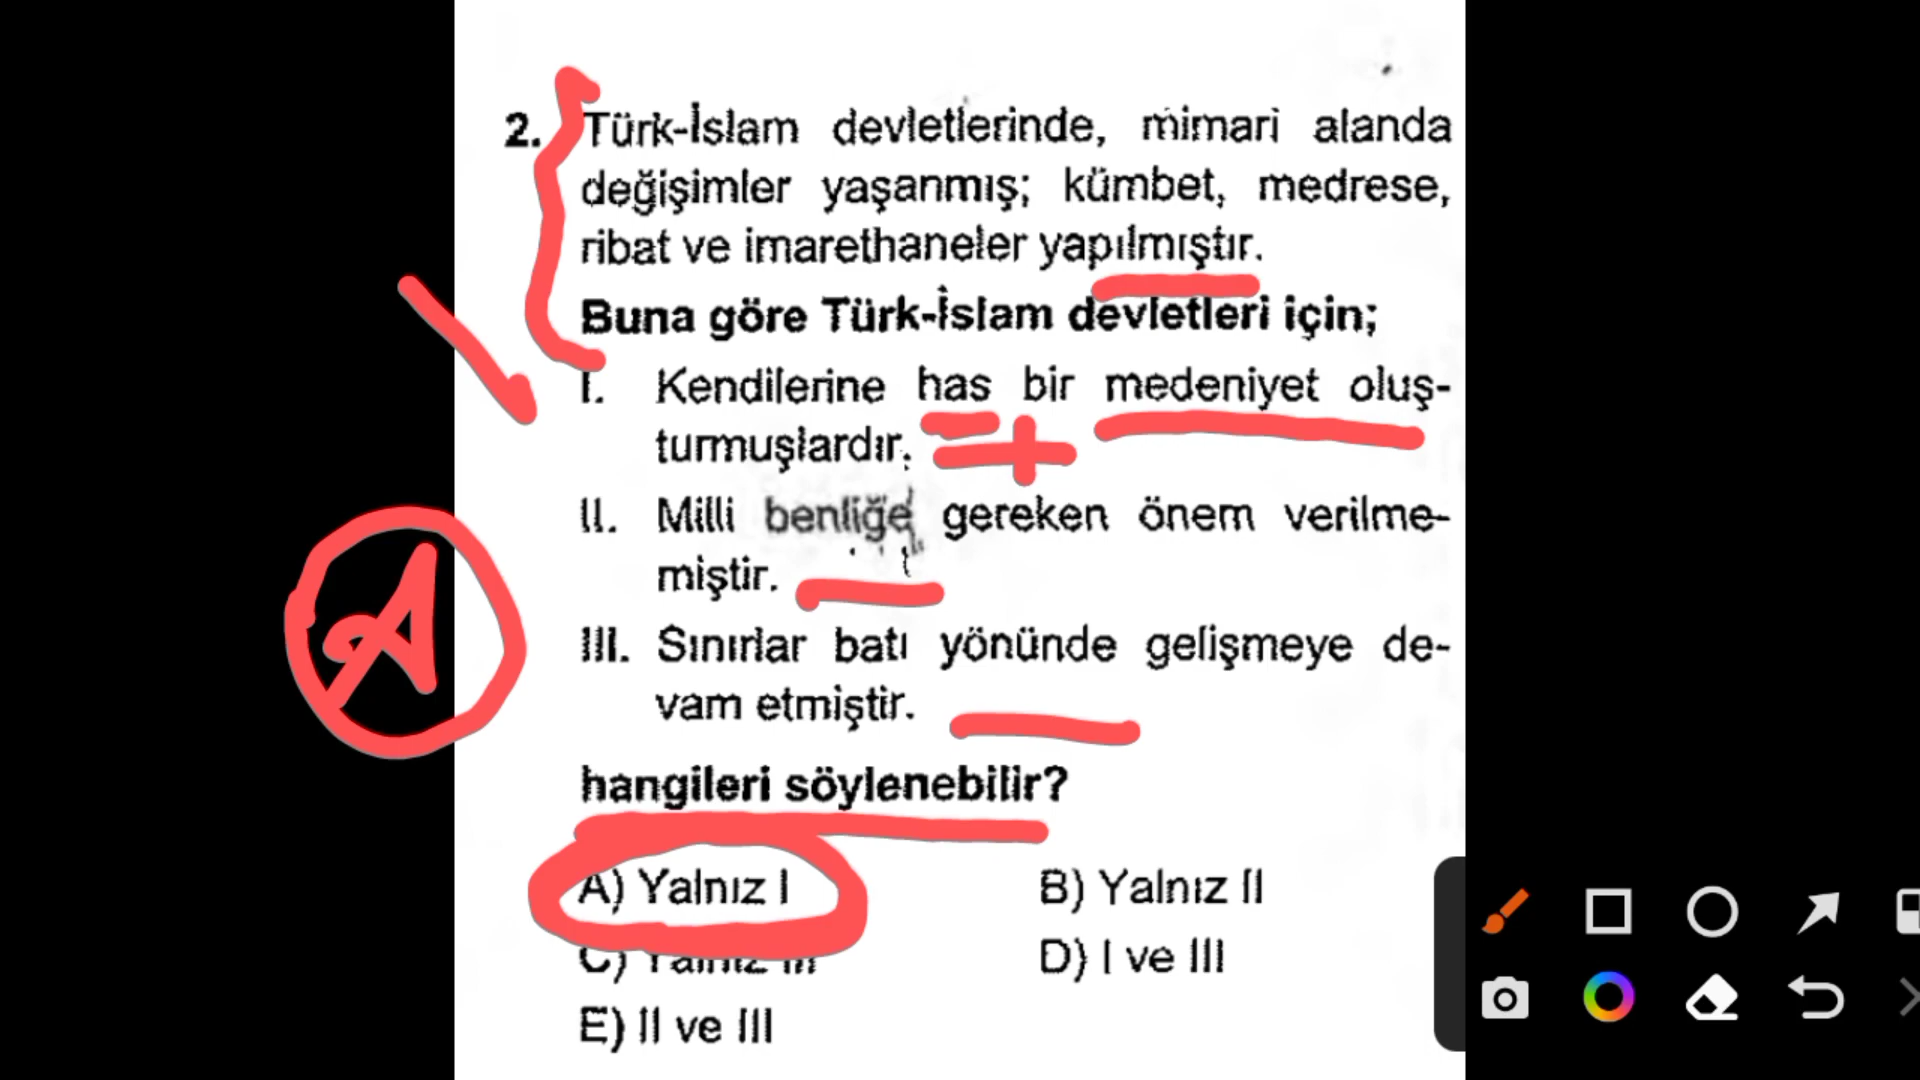 2. Türk-İslam devletlerinde, mimari alanda
değişimler yaşanmış; kümbet, medrese,
ribat ve imarethaneler yapılmıştır.
Buna göre Türk-İslam devletleri için;
I. Kendilerine has bir medeniyet oluş-
turmuşlardır.
II. Milli benliğe gereken önem verilme-
miştir.
III. Sınırlar batı yönünde gelişmeye de-
vam etmiştir.
hangileri söylenebilir?
A
A) Yalnız I
B) Yalnız II
C) Yalnız III
D) I ve III
E) II ve III